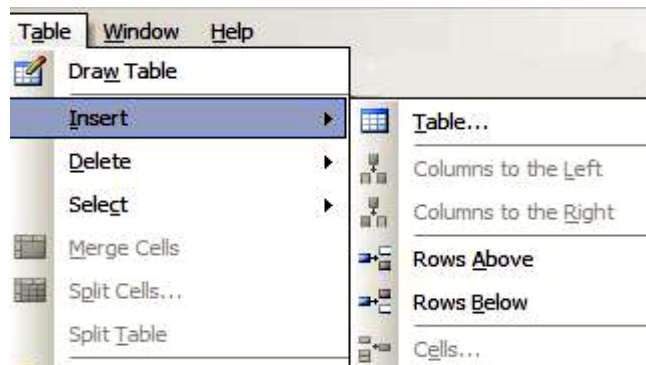 Table Window Help
Draw Table
Insert
Delete
Select
Merge Cells
Split Cells...
Split Table
Table...
Columns to the Left
Columns to the Right
Rows Above
Rows Below
Cells...